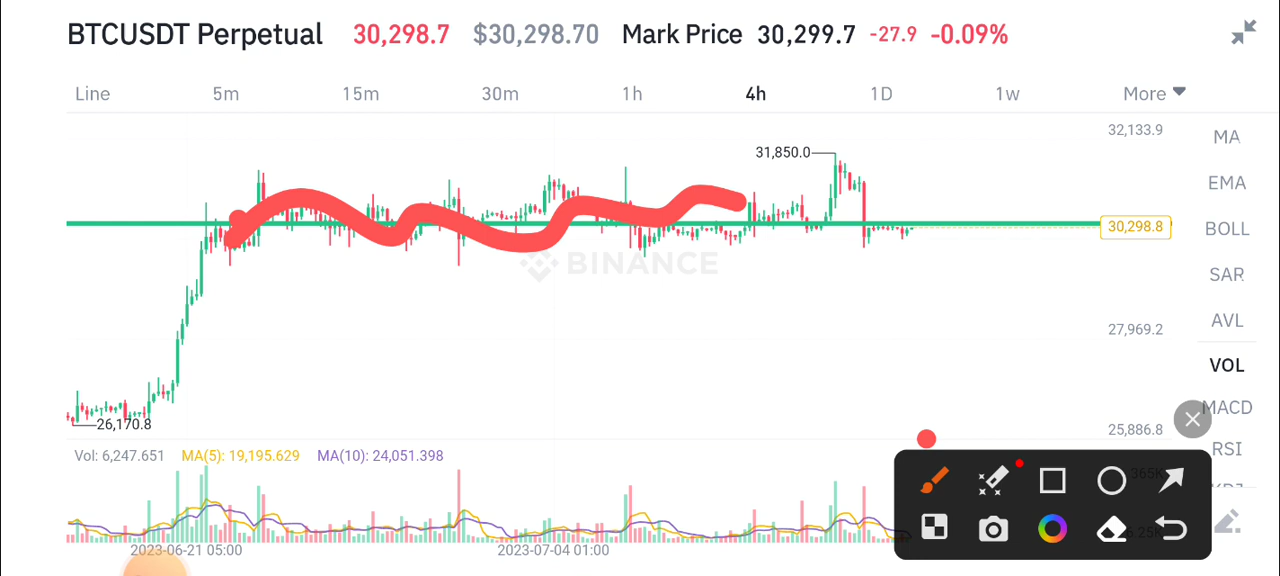 BTCUSDT Perpetual 30,298.7 $30,298.70 Mark Price 30,299.7 -27.9 -0.09%
Line 5m 15m 30m 1h 4h 1D 1w More
32,133.9
MA
31,850.0
EMA
30,298.8
BOLL
BINANCE
SAR
AVL
27,969.2
VOL
MACD
26,170.8
25,886.8
RSI
Vol: 6,247.651 MA(5): 19,195.629 MA(10): 24,051.398
365K
2023-06-21 05:00 2023-07-04 01:00